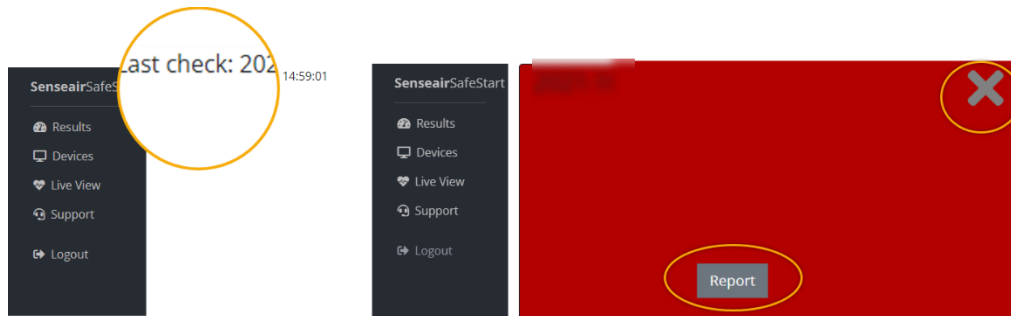 Last check: 202
14:59:01
SenseairSafeS
Results
Devices
Live View
Support
Logout
SenseairSafeStart
Results
Devices
Live View
Support
Logout
Report